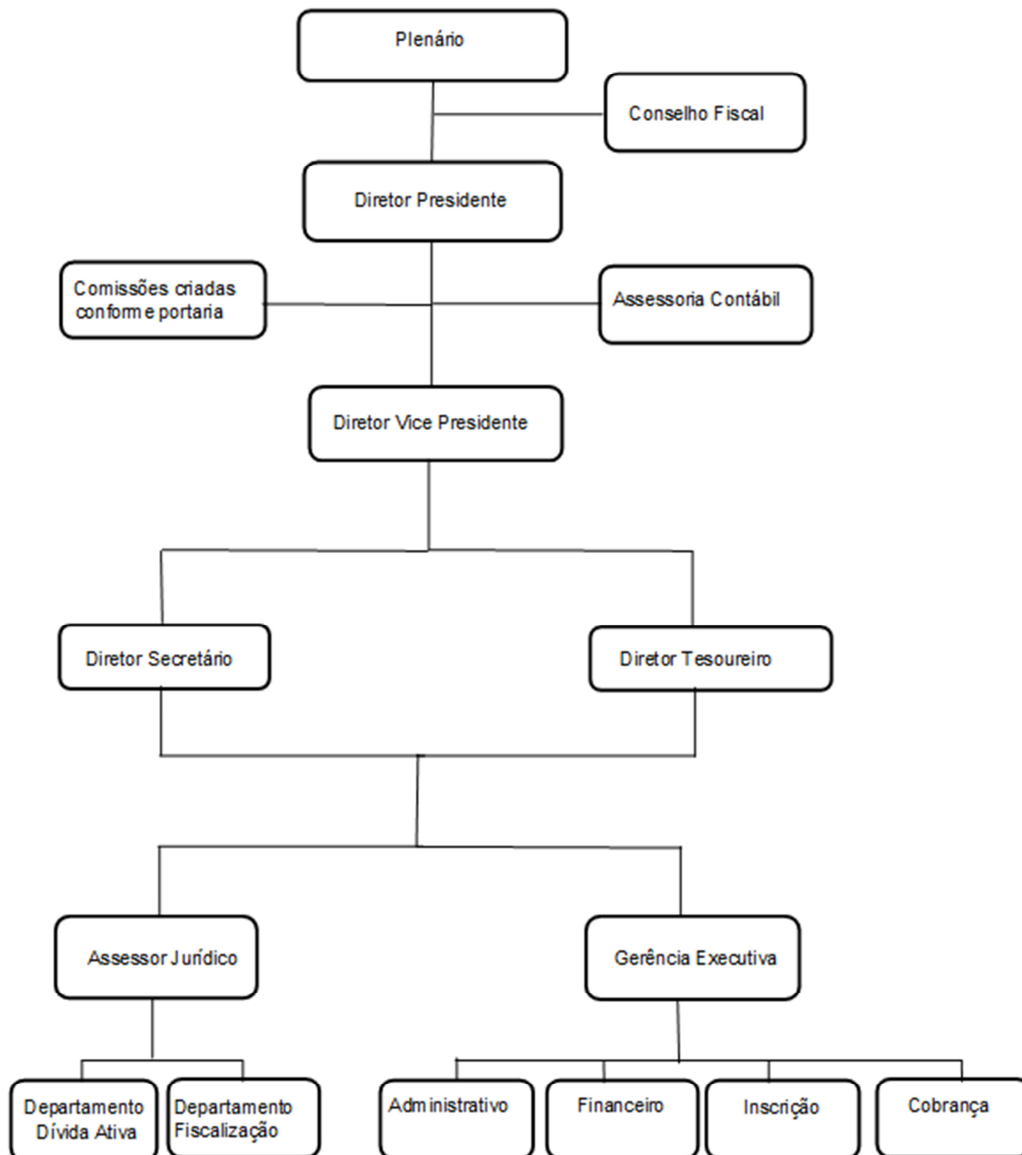 Plenário
Conselho Fiscal
Diretor Presidente
Comissões criadas
conforme portaria
Assessoria Contábil
Diretor Vice Presidente
Diretor Secretário
Diretor Tesoureiro
Assessor Jurídico
Gerência Executiva
Departamento
Dívida Ativa
Departamento
Fiscalização
Administrativo
Financeiro
Inscrição
Cobrança